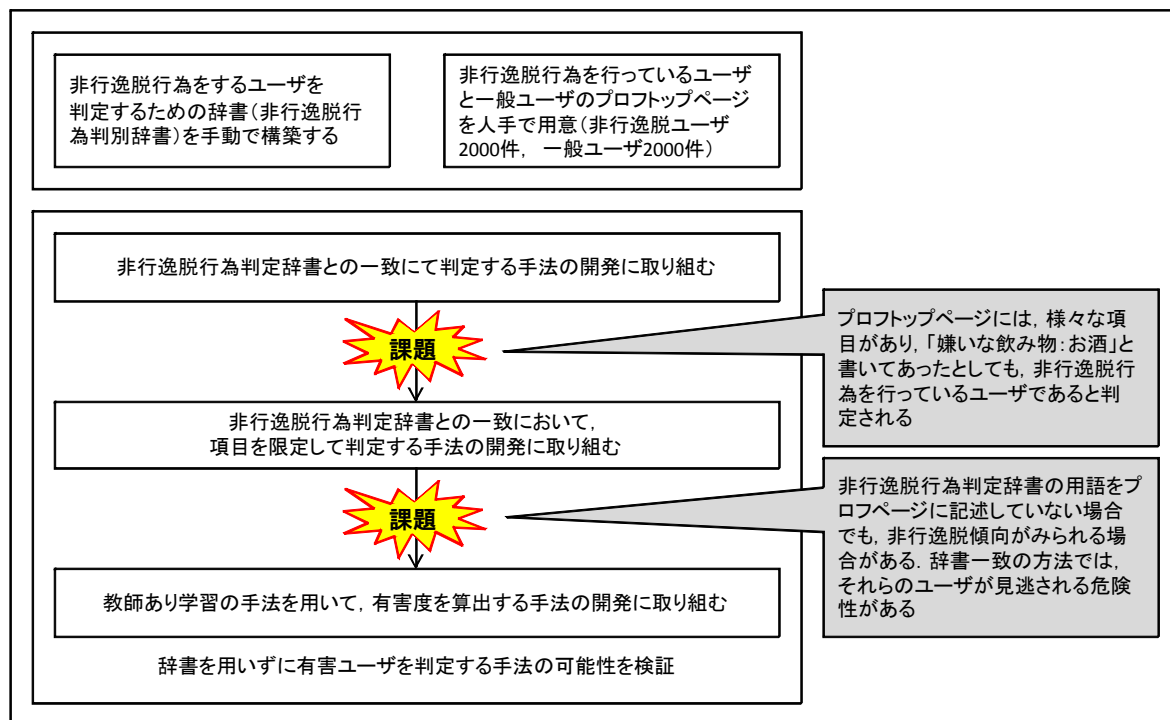 非行逸脱行為をするユーザを
判定するための辞書(非行逸脱行
為判別辞書)を手動で構築する
非行逸脱行為を行っているユーザ
と一般ユーザのプロフトップページ
を人手で用意(非行逸脱ユーザ
2000件, 一般ユーザ2000件)
非行逸脱行為判定辞書との一致にて判定する手法の開発に取り組む
課題
プロフトップページには, 様々な項
目があり,「嫌いな飲み物:お酒」と
書いてあったとしても, 非行逸脱行
為を行っているユーザであると判
定される
非行逸脱行為判定辞書との一致において,
項目を限定して判定する手法の開発に取り組む
課題
非行逸脱行為判定辞書の用語をプ
ロフページに記述していない場合
でも, 非行逸脱傾向がみられる場
合がある. 辞書一致の方法では,
それらのユーザが見逃される危険
性がある
教師あり学習の手法を用いて, 有害度を算出する手法の開発に取り組む
辞書を用いずに有害ユーザを判定する手法の可能性を検証